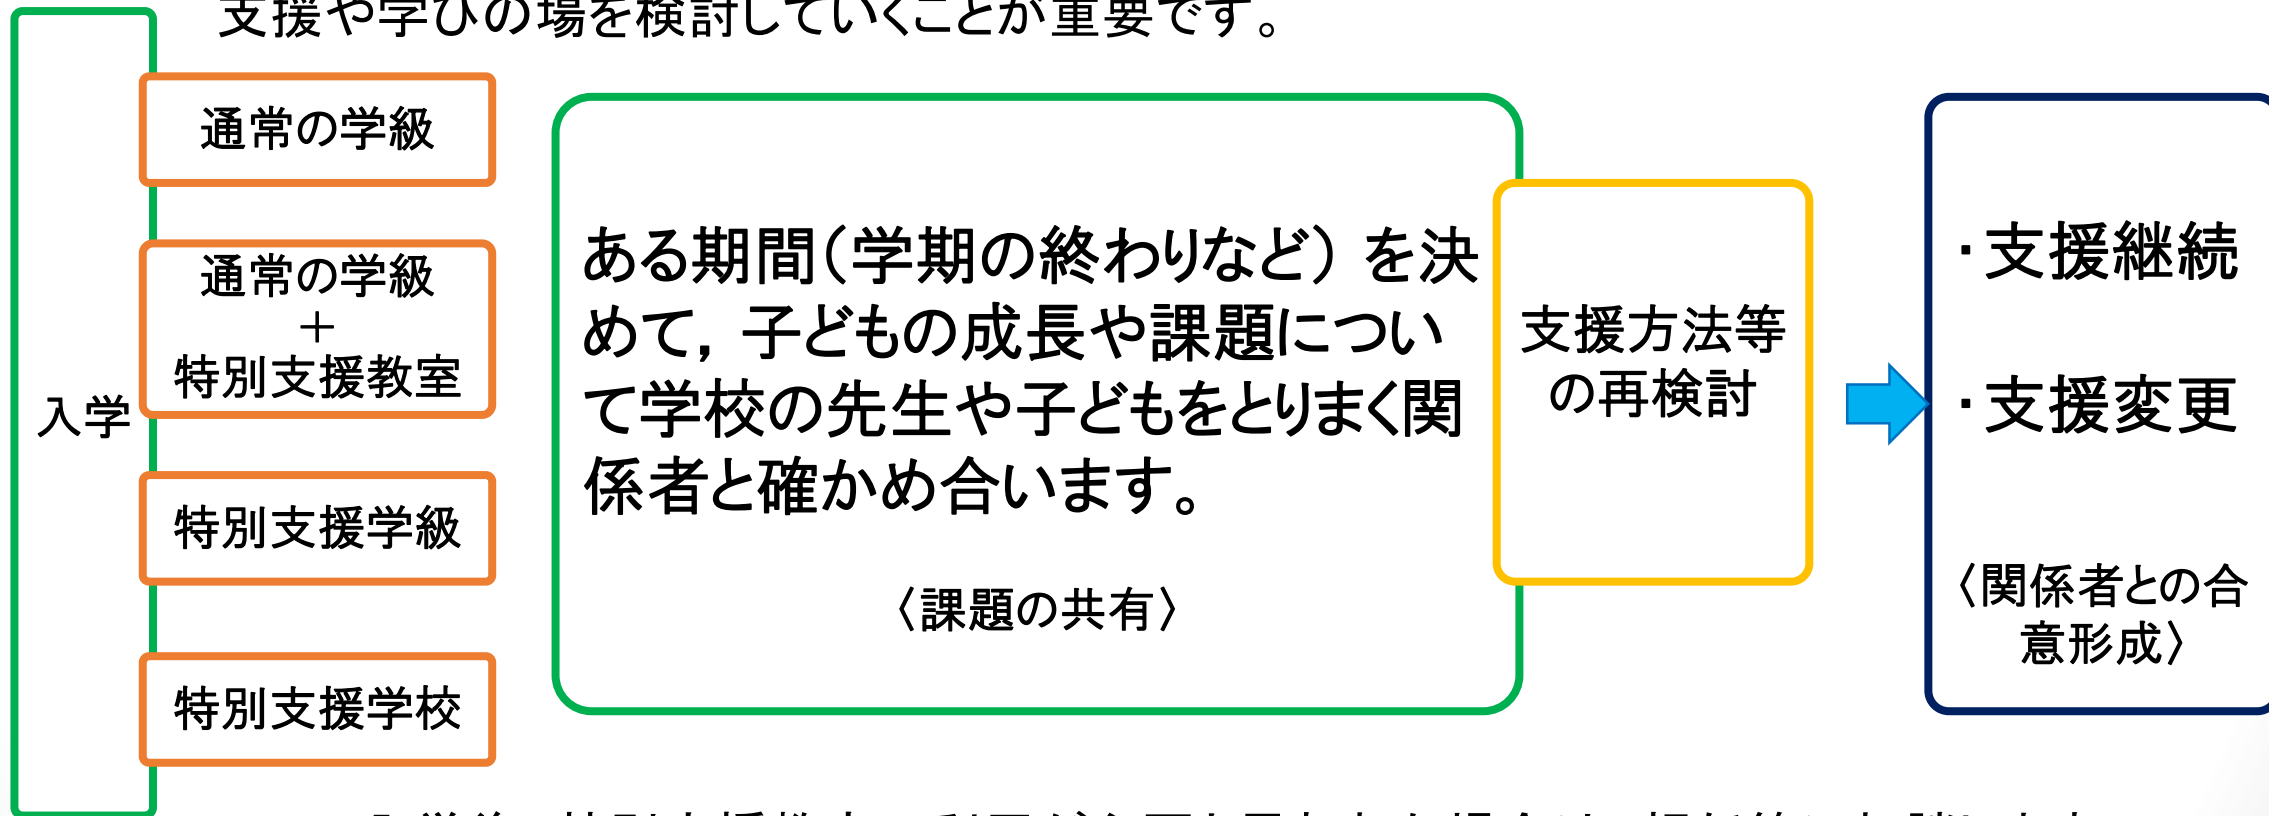 支援や学びの場を検討していくことが重要です。
入学
通常の学級
通常の学級
＋
特別支援教室
特別支援学級
特別支援学校
ある期間（学期の終わりなど）を決
めて，子どもの成長や課題につい
て学校の先生や子どもをとりまく関
係者と確かめ合います。
〈課題の共有〉
支援方法等
の再検討
・支援継続
・支援変更
〈関係者との合
意形成〉